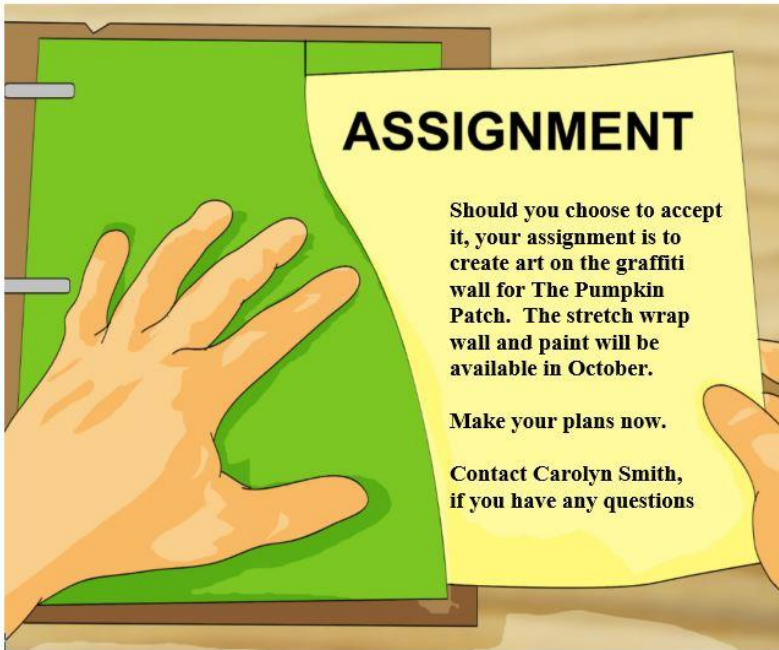 ASSIGNMENT
Should you choose to accept
it, your assignment is to
create art on the graffiti
wall for The Pumpkin
Patch.  The stretch wrap
wall and paint will be
available in October.
Make your plans now.
Contact Carolyn Smith,
if you have any questions